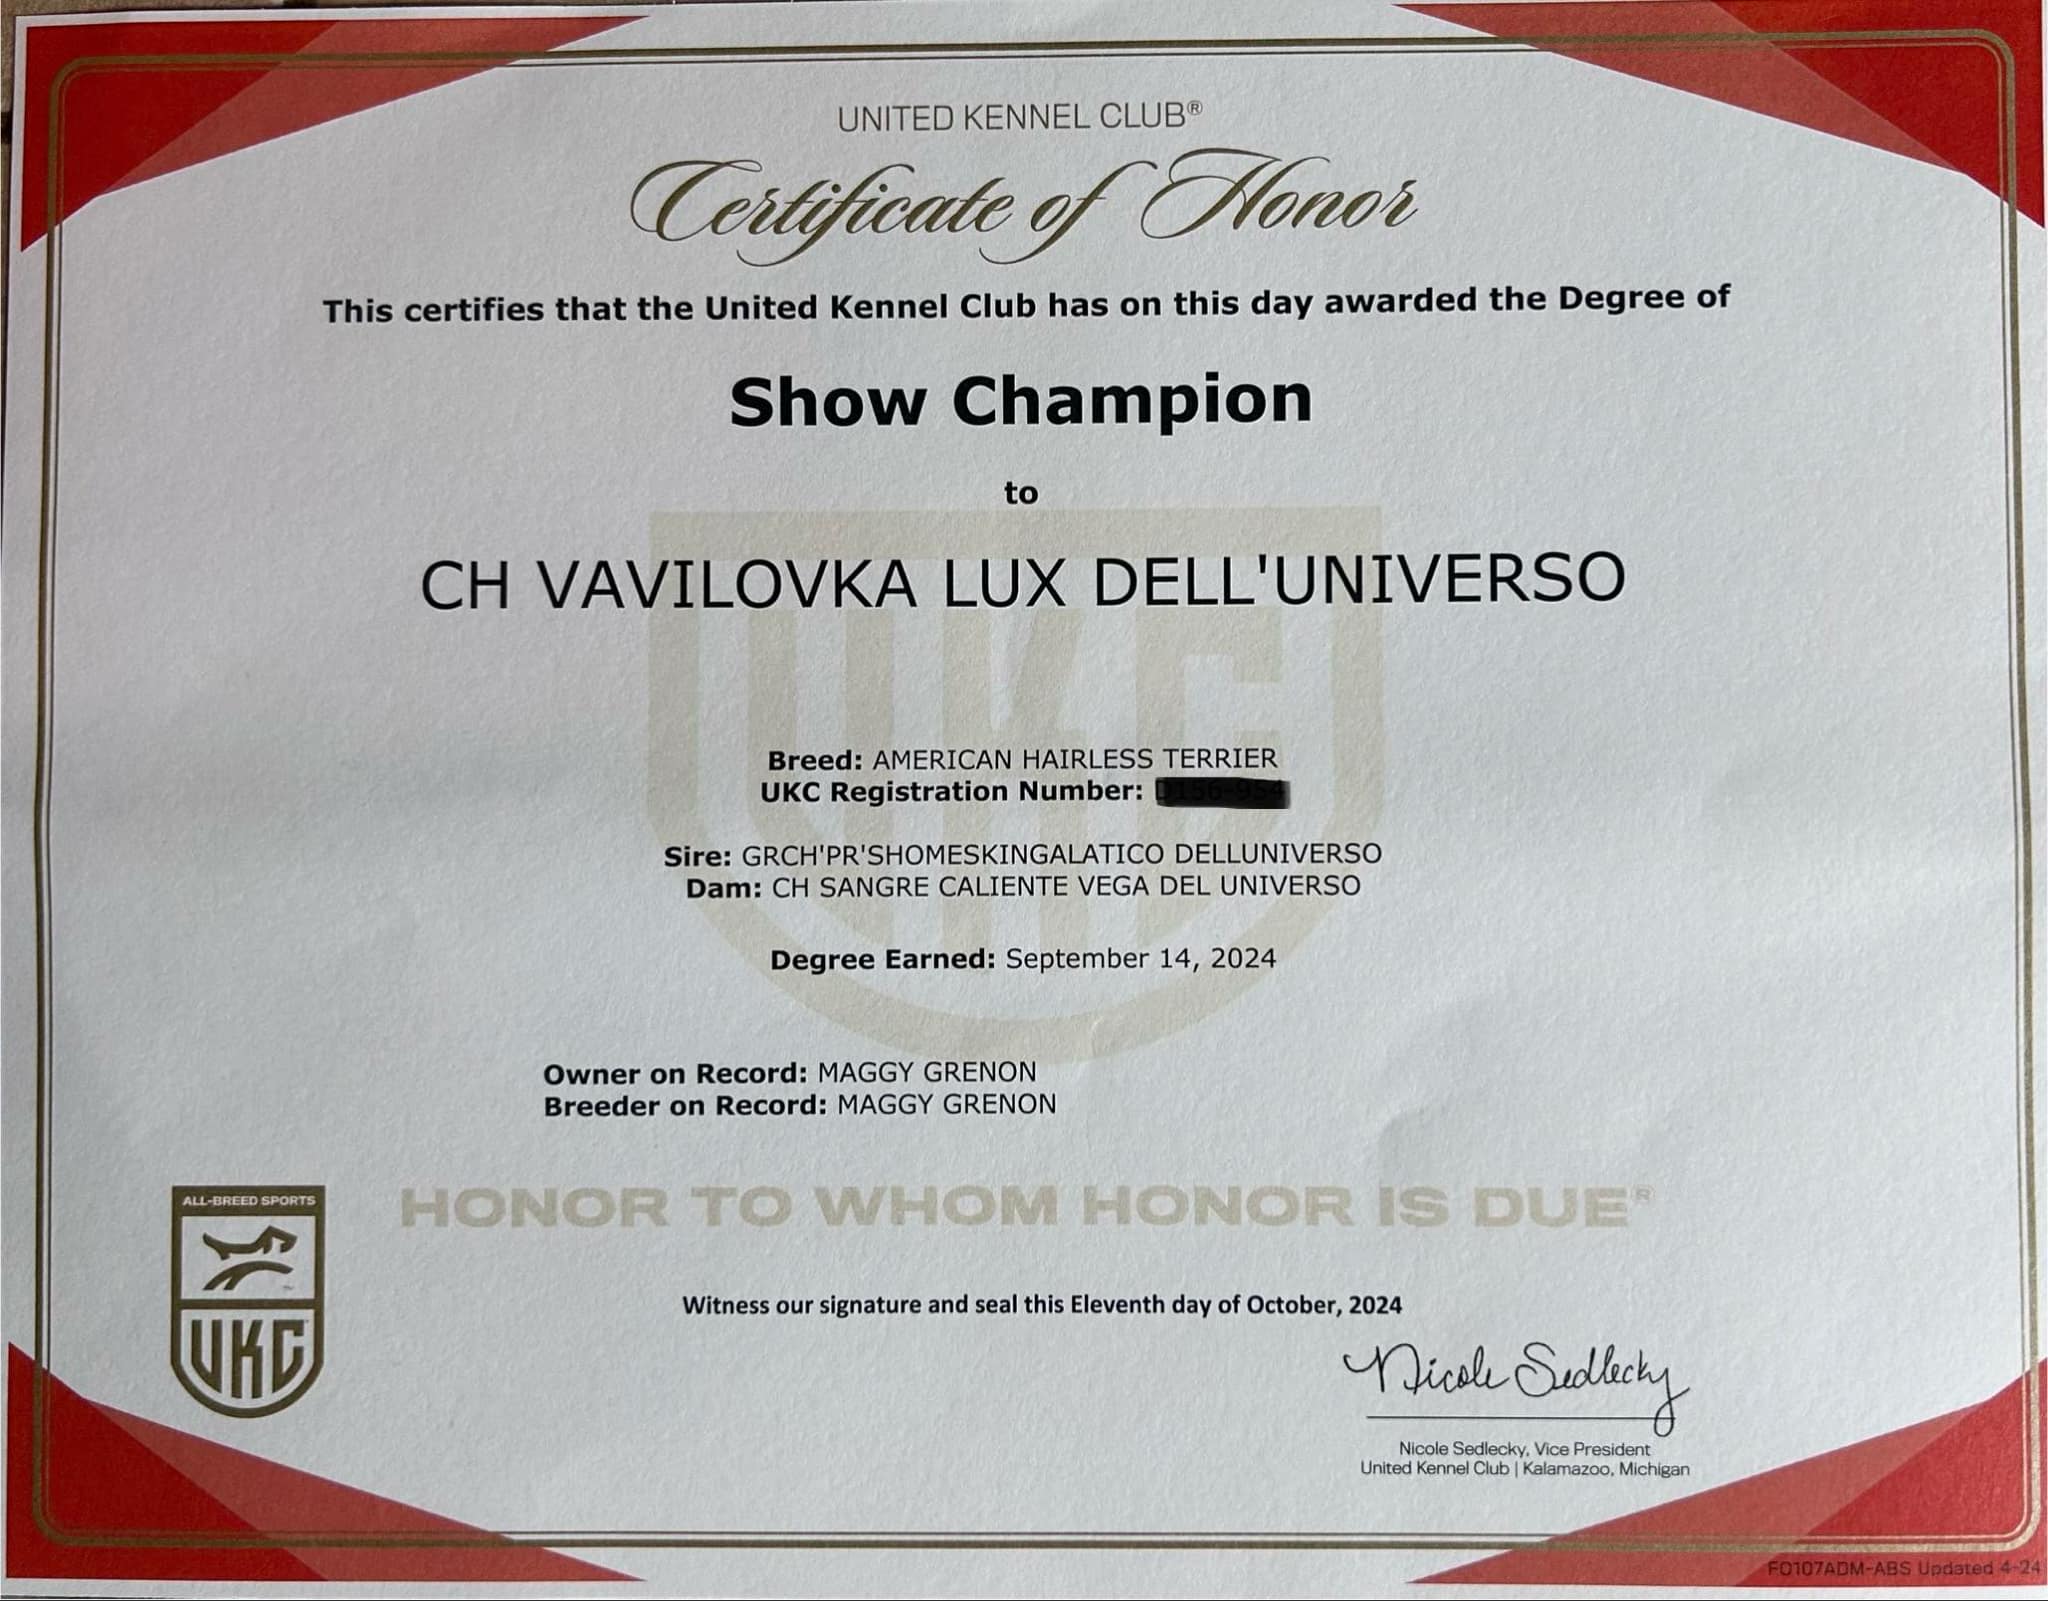 UNITED KENNEL CLUB®
Certificate of Honor
This certifies that the United Kennel Club has on this day awarded the Degree of
Show Champion
to
CH VAVILOVKA LUX DELL'UNIVERSO
Breed: AMERICAN HAIRLESS TERRIER
UKC Registration Number:
Sire: GRCH'PR'SHOMESKINGALATICO DELLUNIVERSO
Dam: CH SANGRE CALIENTE VEGA DEL UNIVERSO
Degree Earned: September 14, 2024
Owner on Record: MAGGY GRENON
Breeder on Record: MAGGY GRENON
ALL-BREED SPORTS
UKC
HONOR TO WHOM HONOR IS DUE®
Witness our signature and seal this Eleventh day of October, 2024
Nicole Sedlecky
Nicole Sedlecky, Vice President
United Kennel Club | Kalamazoo, Michigan
FO107ADM-ABS Updated 4-24
UKC